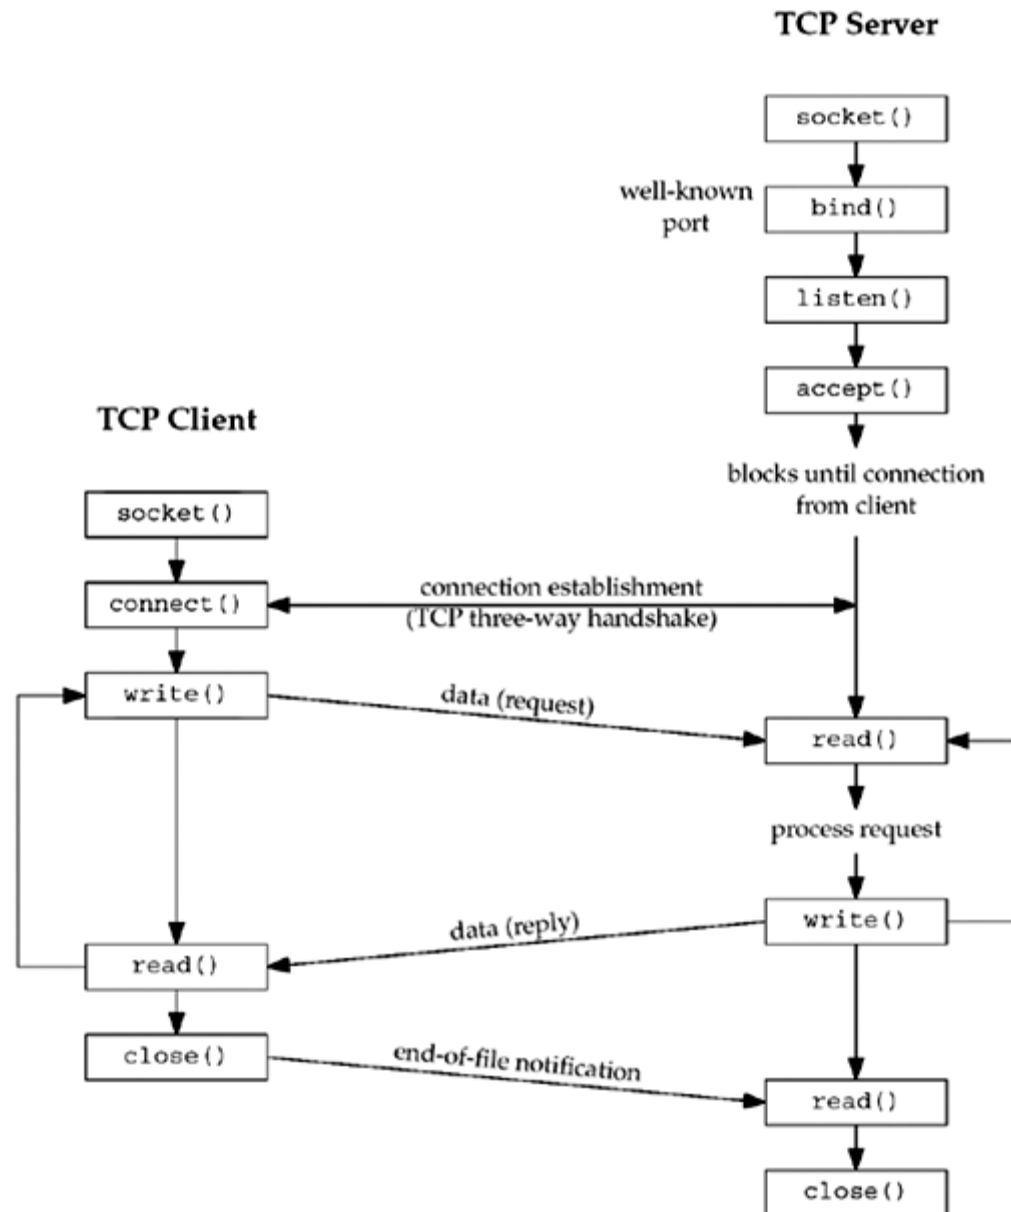 TCP Server
socket()
well-known
port
bind()
listen()
accept()
TCP Client
blocks until connection
from client
socket()
connection establishment
connect()
(TCP three-way handshake)
write()
data (request)
read()
process request
write()
data (reply)
read()
close()
end-of-file notification
read()
close()